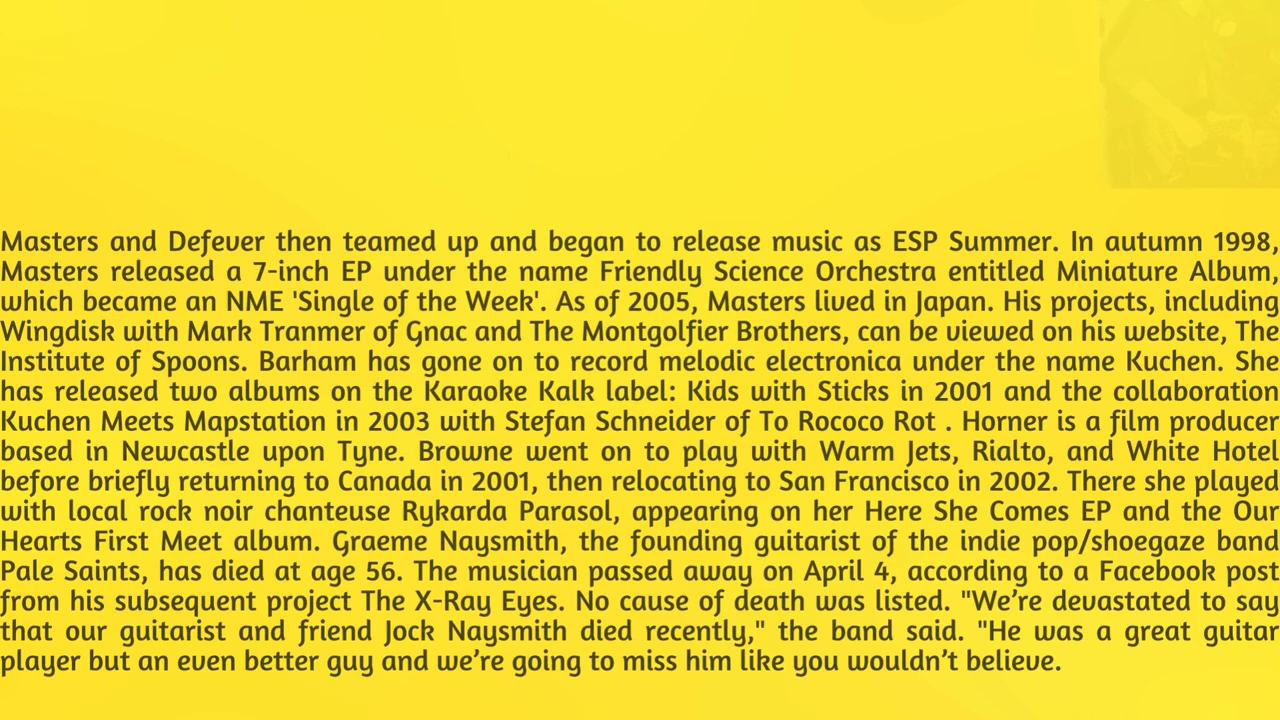 Masters and Defever then teamed up and began to release music as ESP Summer. In autumn 1998,
Masters released a 7-inch EP under the name Friendly Science Orchestra entitled Miniature Album,
which became an NME 'Single of the Week'. As of 2005, Masters lived in Japan. His projects, including
Wingdisk with Mark Tranmer of Gnac and The Montgolfier Brothers, can be viewed on his website, The
Institute of Spoons. Barham has gone on to record melodic electronica under the name Kuchen. She
has released two albums on the Karaoke Kalk label: Kids with Sticks in 2001 and the collaboration
Kuchen Meets Mapstation in 2003 with Stefan Schneider of To Rococo Rot . Horner is a film producer
based in Newcastle upon Tyne. Browne went on to play with Warm Jets, Rialto, and White Hotel
before briefly returning to Canada in 2001, then relocating to San Francisco in 2002. There she played
with local rock noir chanteuse Rykarda Parasol, appearing on her Here She Comes EP and the Our
Hearts First Meet album. Graeme Naysmith, the founding guitarist of the indie pop/shoegaze band
Pale Saints, has died at age 56. The musician passed away on April 4, according to a Facebook post
from his subsequent project The X-Ray Eyes. No cause of death was listed. "We’re devastated to say
that our guitarist and friend Jock Naysmith died recently," the band said. "He was a great guitar
player but an even better guy and we’re going to miss him like you wouldn’t believe.